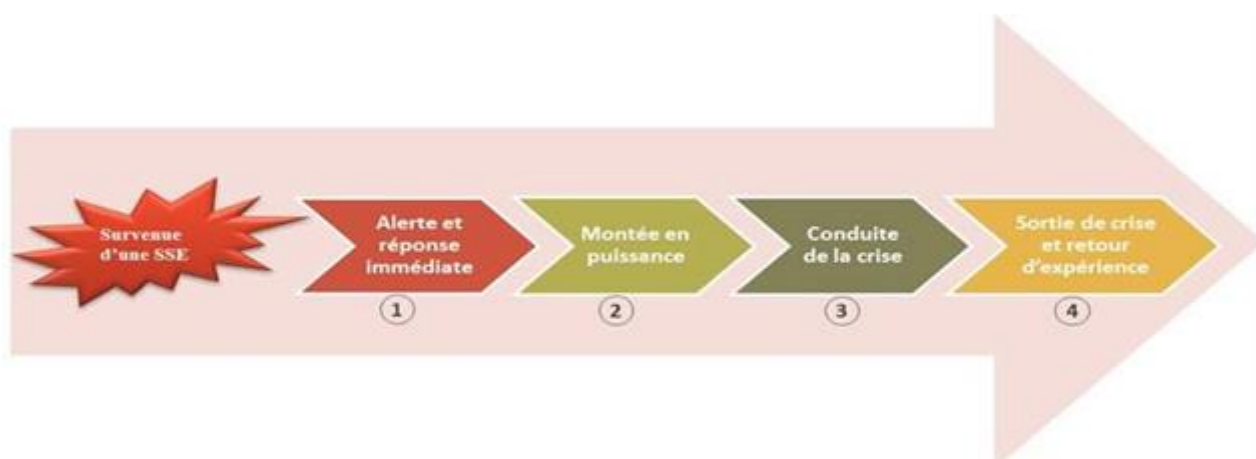 Survenue
d'une SSE
Alerte et
réponse
immédiate
1
Montée en
puissance
2
Conduite
de la crise
3
Sortie de crise
et retour
d'expérience
4